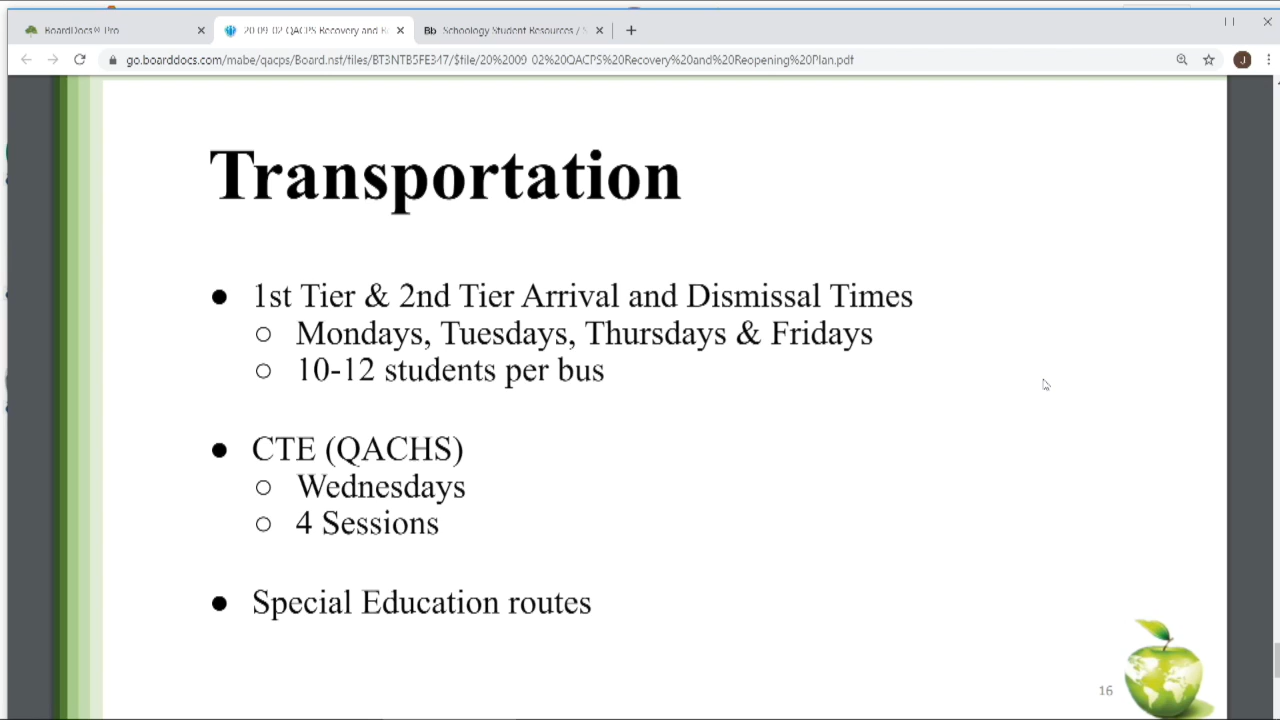 BoardDocs® Pro
20 09-02 QACPS Recovery and R
Bb Schoology Student Resources / S
go.boarddocs.com/mabe/qacps/Board.nsf/files/BT3NTB5FE347/$file/20%2009 02%20QACPS%20Recovery%20and%20Reopening%20Plan.pdf
J
Transportation
● 1st Tier & 2nd Tier Arrival and Dismissal Times
○ Mondays, Tuesdays, Thursdays & Fridays
○ 10-12 students per bus
● CTE (QACHS)
○ Wednesdays
○ 4 Sessions
● Special Education routes
16